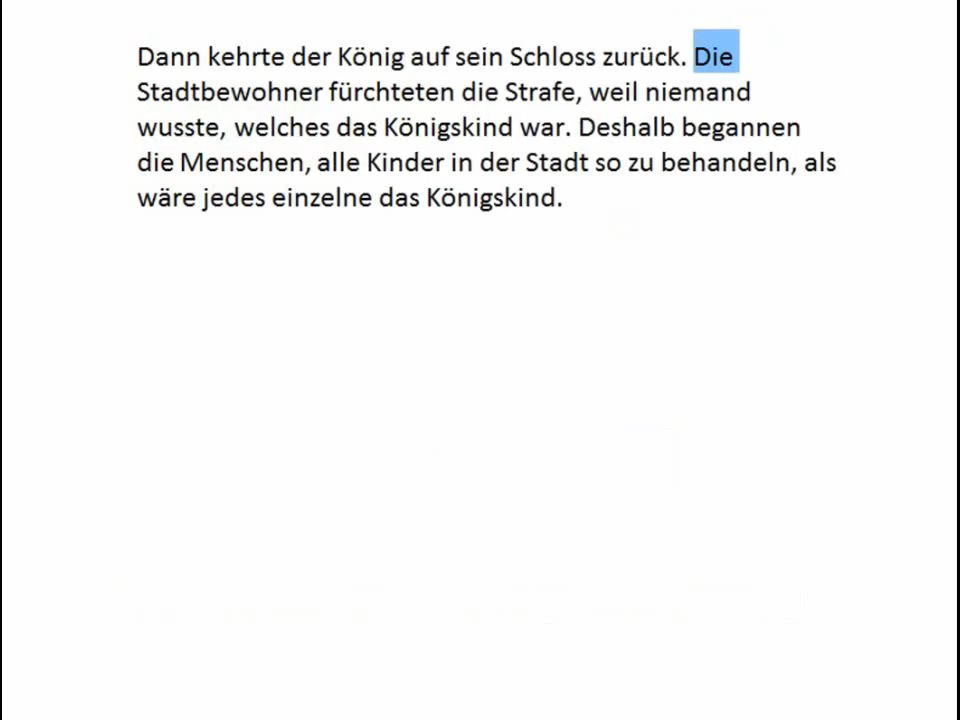 Dann kehrte der König auf sein Schloss zurück. Die
Stadtbewohner fürchteten die Strafe, weil niemand
wusste, welches das Königskind war. Deshalb begannen
die Menschen, alle Kinder in der Stadt so zu behandeln, als
wäre jedes einzelne das Königskind.